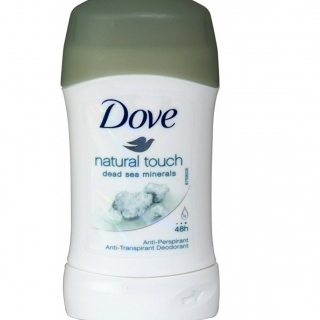 Dove
natural touch
dead sea minerals
48h
Anti-Perspirant
Anti-Transpirant Deodorant